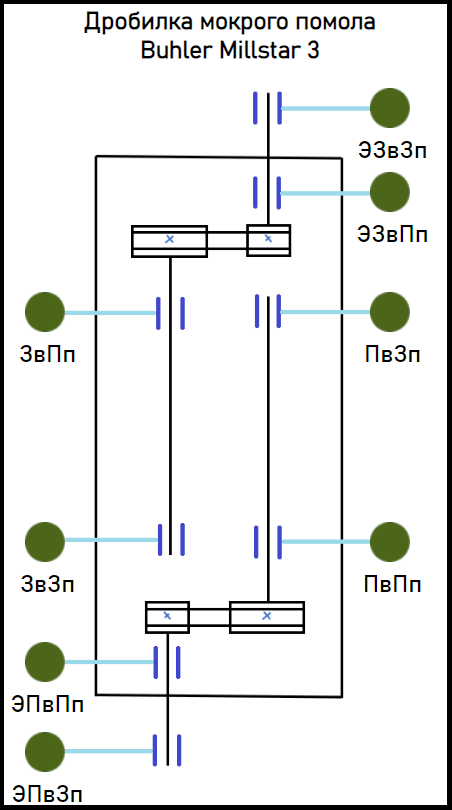 Дробилка мокрого помола
Buhler Millstar 3
ЭЗвЗп
ЭЗвПп
ЗвПп
ПвЗп
ЗвЗп
ПвПп
ЭПвПп
ЭПвЗп